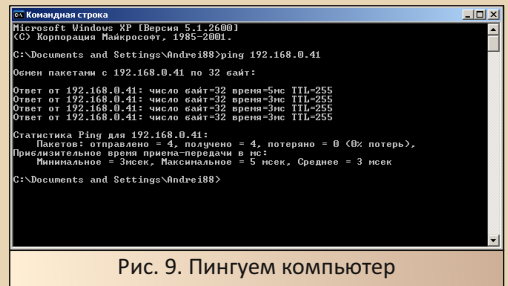 Командная строка
Microsoft Windows XP [Версия 5.1.2600]
(C) Корпорация Майкрософт, 1985-2001.
C:\Documents and Settings\Andrei88>ping 192.168.0.41
Обмен пакетами с 192.168.0.41 по 32 байт:
Ответ от 192.168.0.41: число байт=32 время=5мс TTL=255
Ответ от 192.168.0.41: число байт=32 время=3мс TTL=255
Ответ от 192.168.0.41: число байт=32 время=3мс TTL=255
Ответ от 192.168.0.41: число байт=32 время=3мс TTL=255
Статистика Ping для 192.168.0.41:
Пакетов: отправлено = 4, получено = 4, потеряно = 0 (0% потерь),
Приблизительное время приема-передачи в мс:
Минимальное = 3мсек, Максимальное = 5 мсек, Среднее = 3 мсек
C:\Documents and Settings\Andrei88>
Рис. 9. Пингуем компьютер